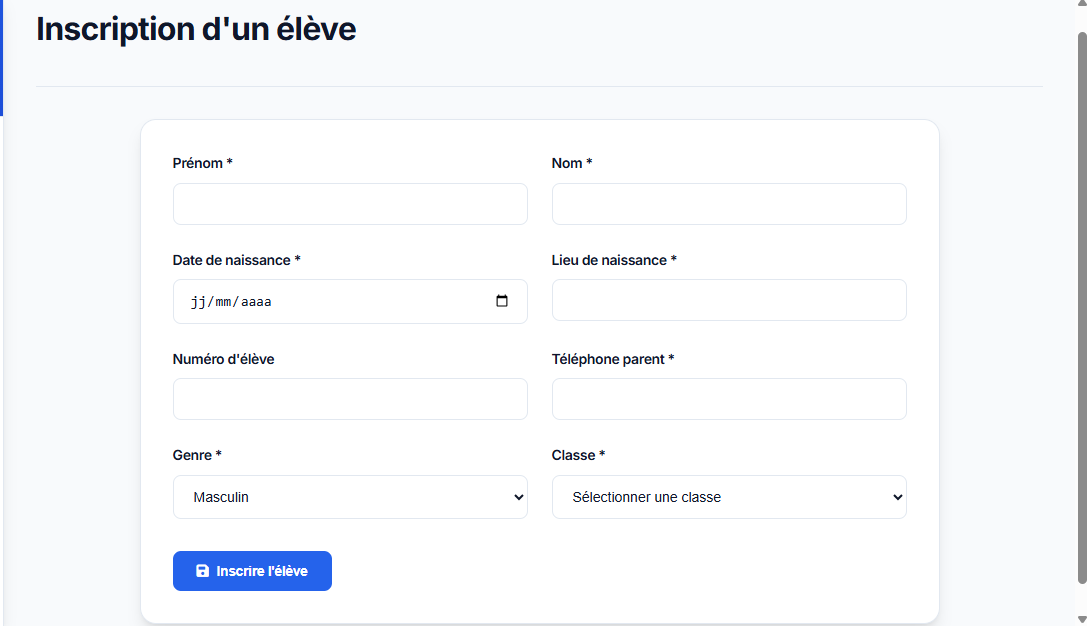 Inscription d'un élève
Prénom *
Nom *
Date de naissance *
Lieu de naissance *
jj/mm/aaaa
Numéro d'élève
Téléphone parent *
Genre *
Classe *
Masculin
Sélectionner une classe
Inscrire l'élève